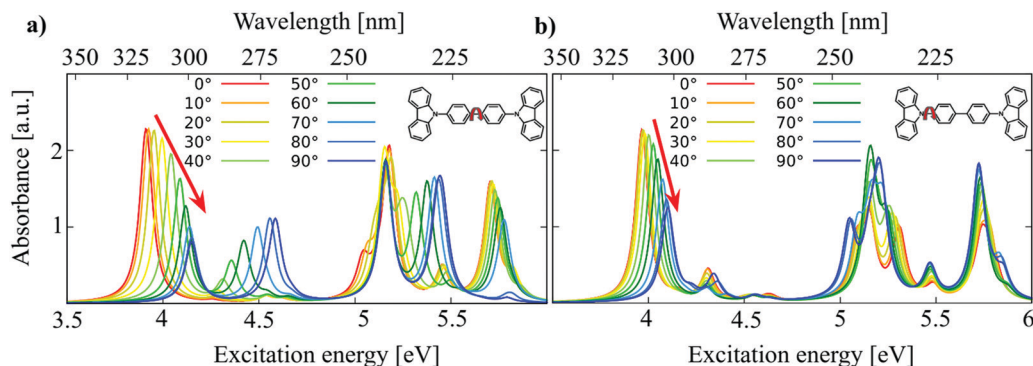 Wavelength [nm]
Wavelength [nm]
a)
b)
350 325 300 275 250 225
350 325 300 275 250 225
0° 50°
10° 60°
20° 70°
30° 80°
40° 90°
0° 50°
10° 60°
20° 70°
30° 80°
40° 90°
N
N
N
N
Absorbance [a.u.]
2
1
3.5 4 4.5 5 5.5
4 4.5 5 5.5 6
Excitation energy [eV]
Excitation energy [eV]